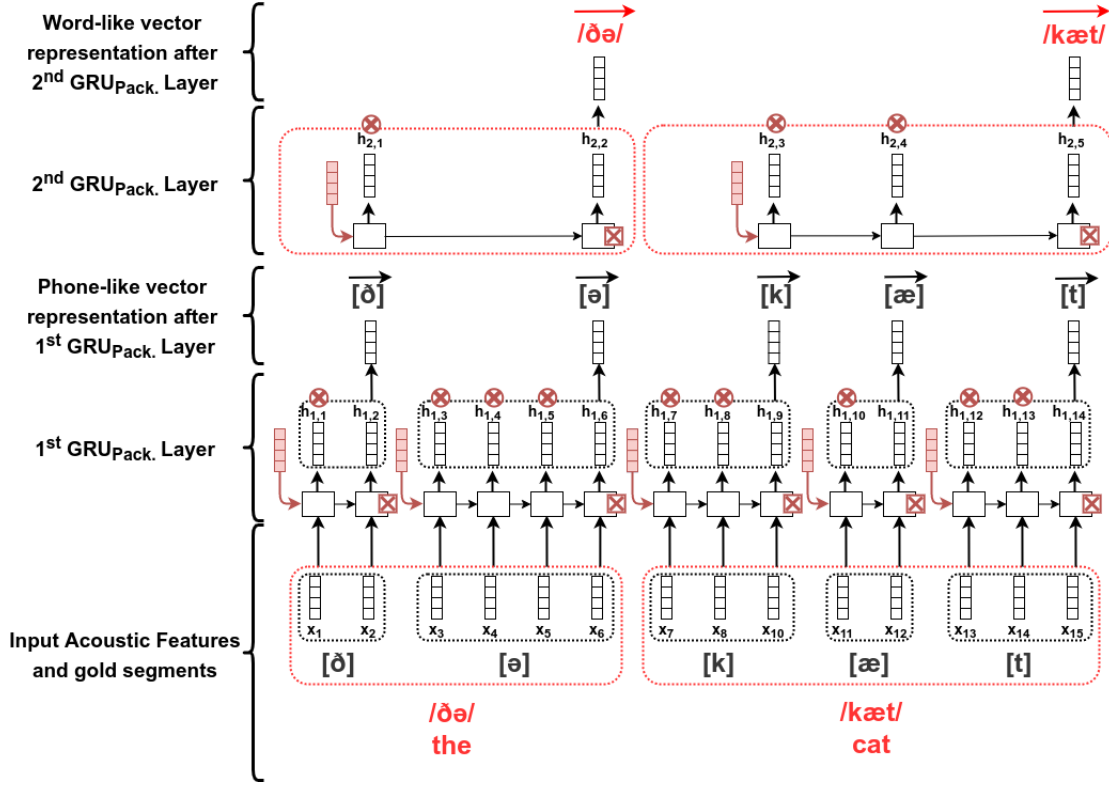 Word-like vector
representation after
2nd GRUPack. Layer
/ðə/
/kæt/
2nd GRUPack. Layer
h2,1
h2,2
h2,3
h2,4
h2,5
Phone-like vector
representation after
1st GRUPack. Layer
[ð]
[ə]
[k]
[æ]
[t]
1st GRUPack. Layer
h1,1
h1,2
h1,3
h1,4
h1,5
h1,6
h1,7
h1,8
h1,9
h1,10
h1,11
h1,12
h1,13
h1,14
Input Acoustic Features
and gold segments
x1
x2
x3
x4
x5
x6
x7
x8
x10
x11
x12
x13
x14
x15
[ð]
[ə]
[k]
[æ]
[t]
/ðə/
the
/kæt/
cat